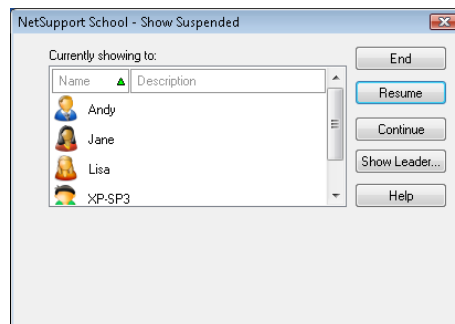 NetSupport School - Show Suspended
Currently showing to:
Name Description
Andy
Jane
Lisa
XP-SP3
End
Resume
Continue
Show Leader...
Help